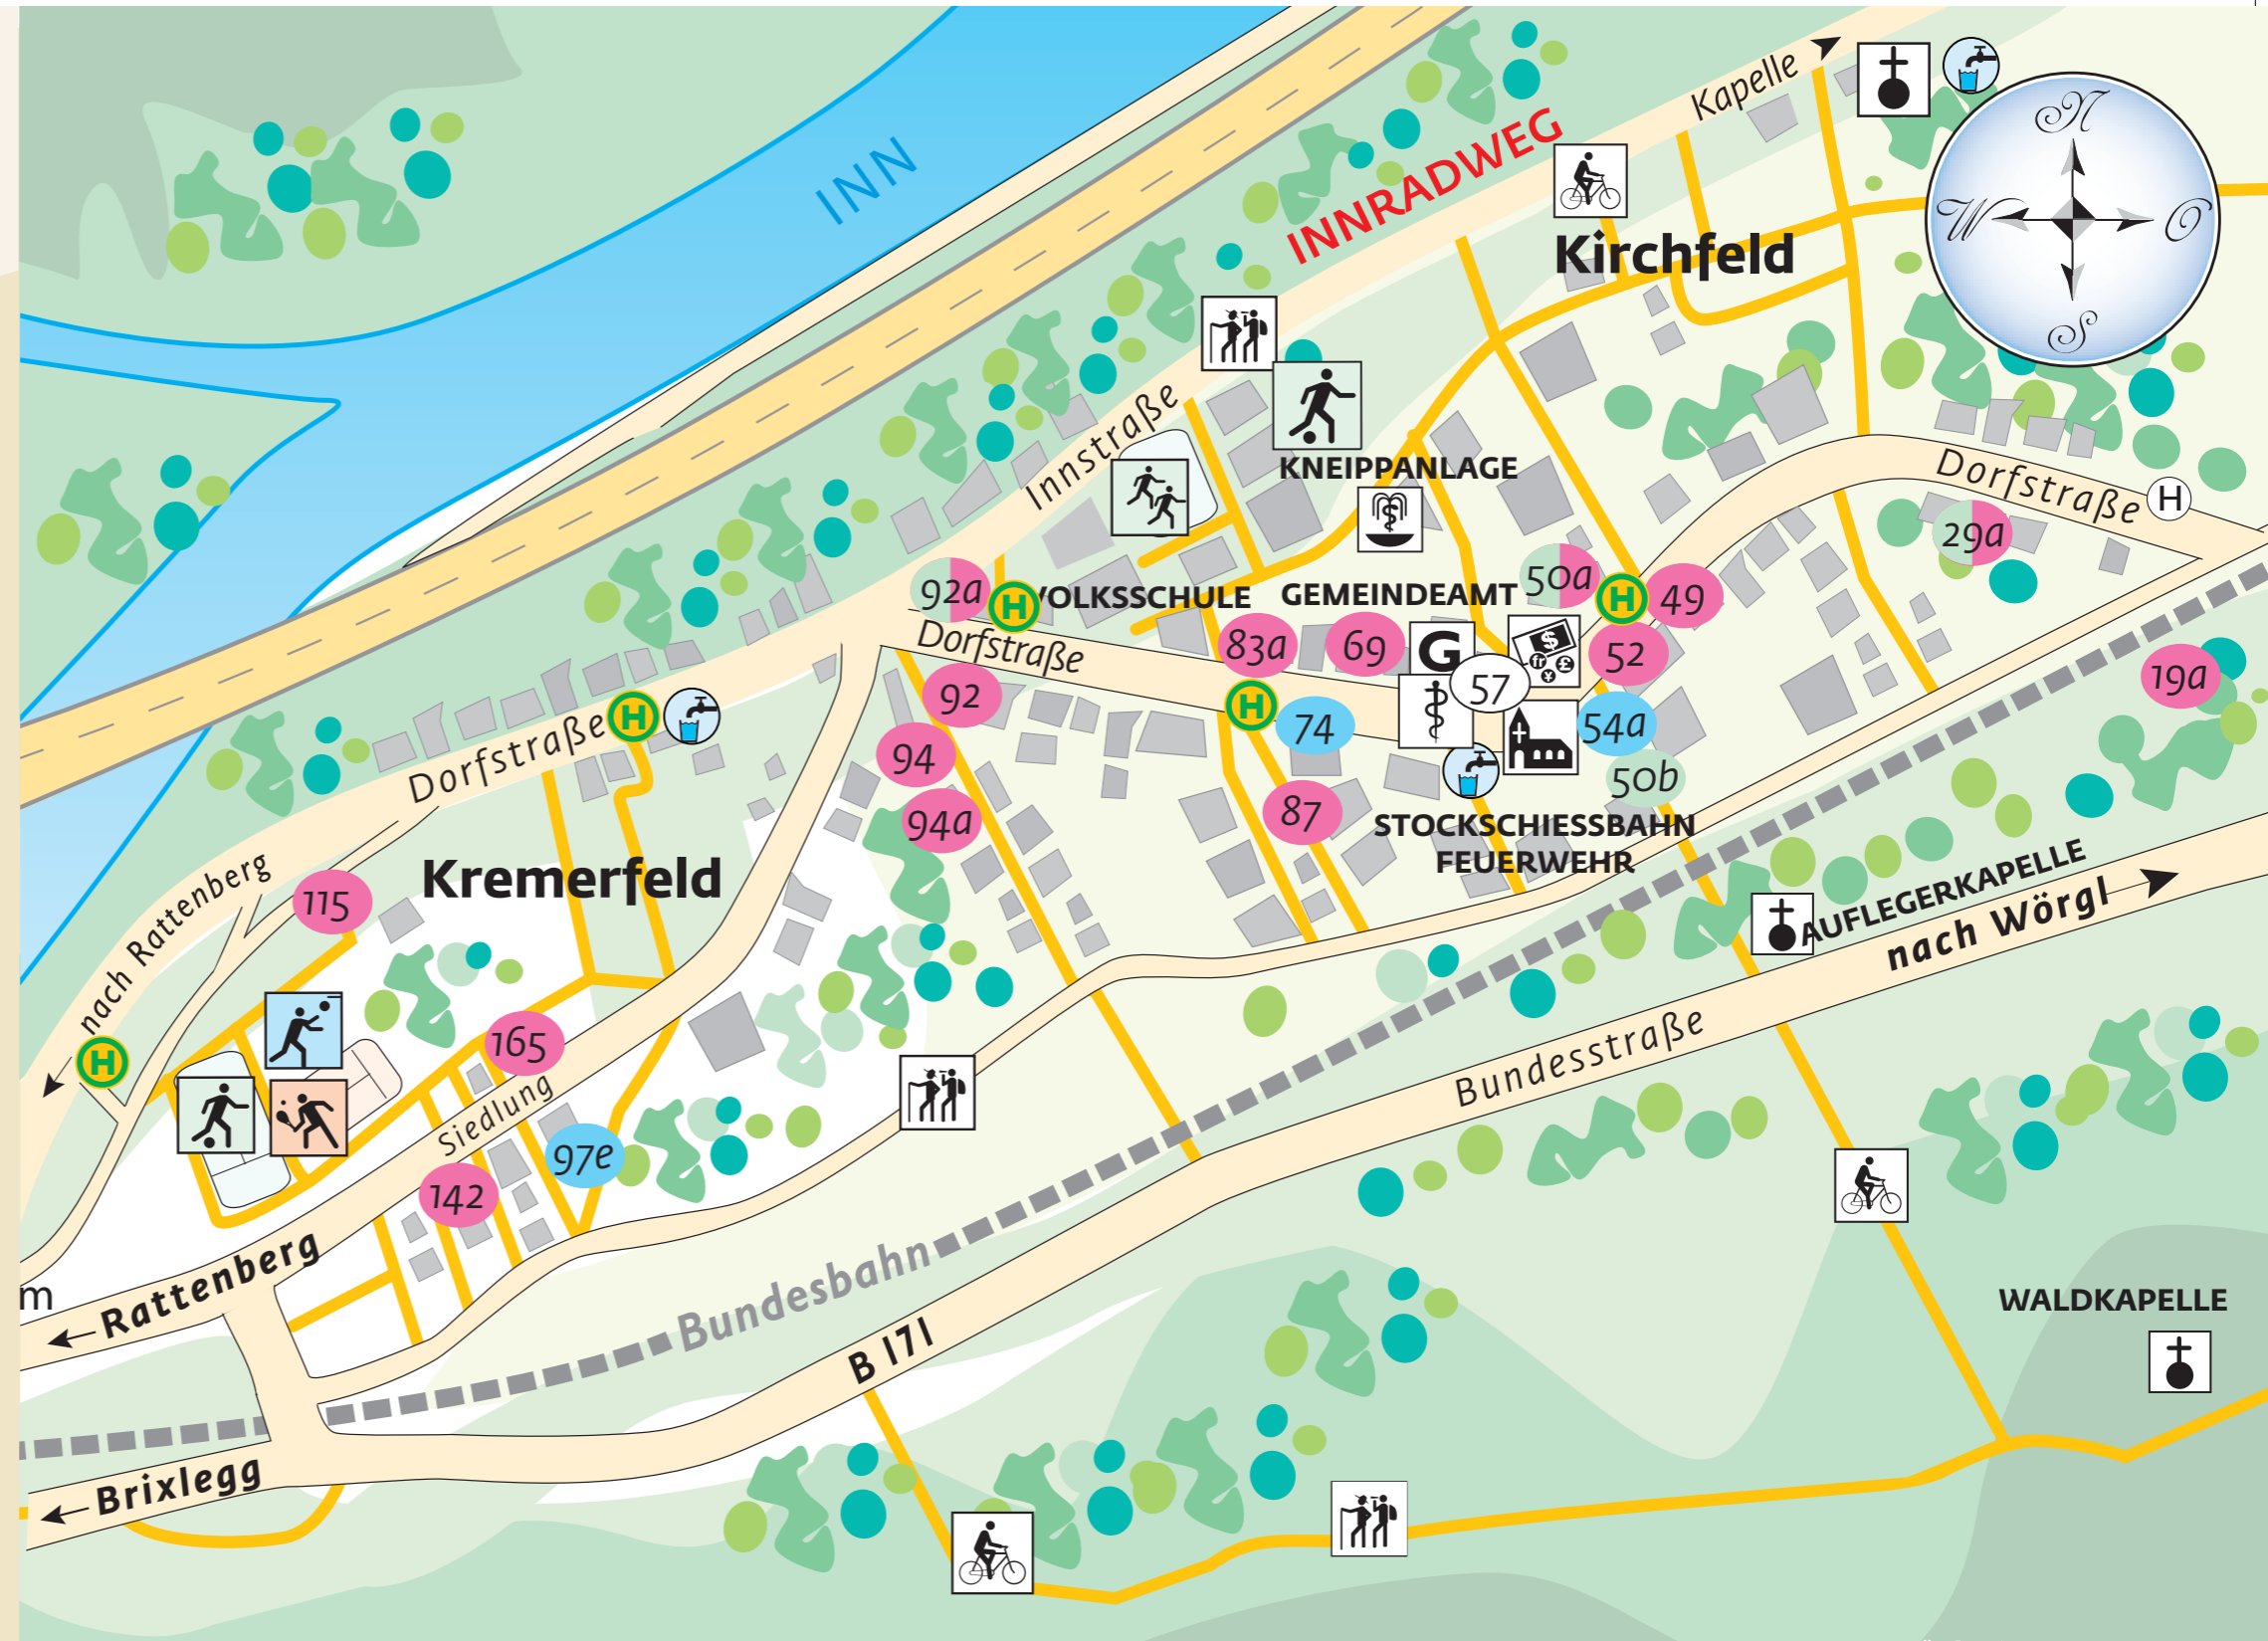 INN
INNRADWEG
Kapelle
N
W
O
S
Kirchfeld
Innstraße
KNEIPPANLAGE
Dorfstraße
H
29a
92a
H
VOLKSSCHULE
GEMEINDEAMT
50a
H
49
Dorfstraße
83a
69
G
$
fr
£
¥
52
57
19a
92
H
74
54a
Dorfstraße
H
94
50b
94a
87
STOCKSCHIESSBAHN
FEUERWEHR
Kremerfeld
nach Rattenberg
115
AUFLEGERKAPELLE
nach Wörgl
H
165
Bundesstraße
Siedlung
97e
142
Rattenberg
m
Bundesbahn
B 171
WALDKAPELLE
Brixlegg